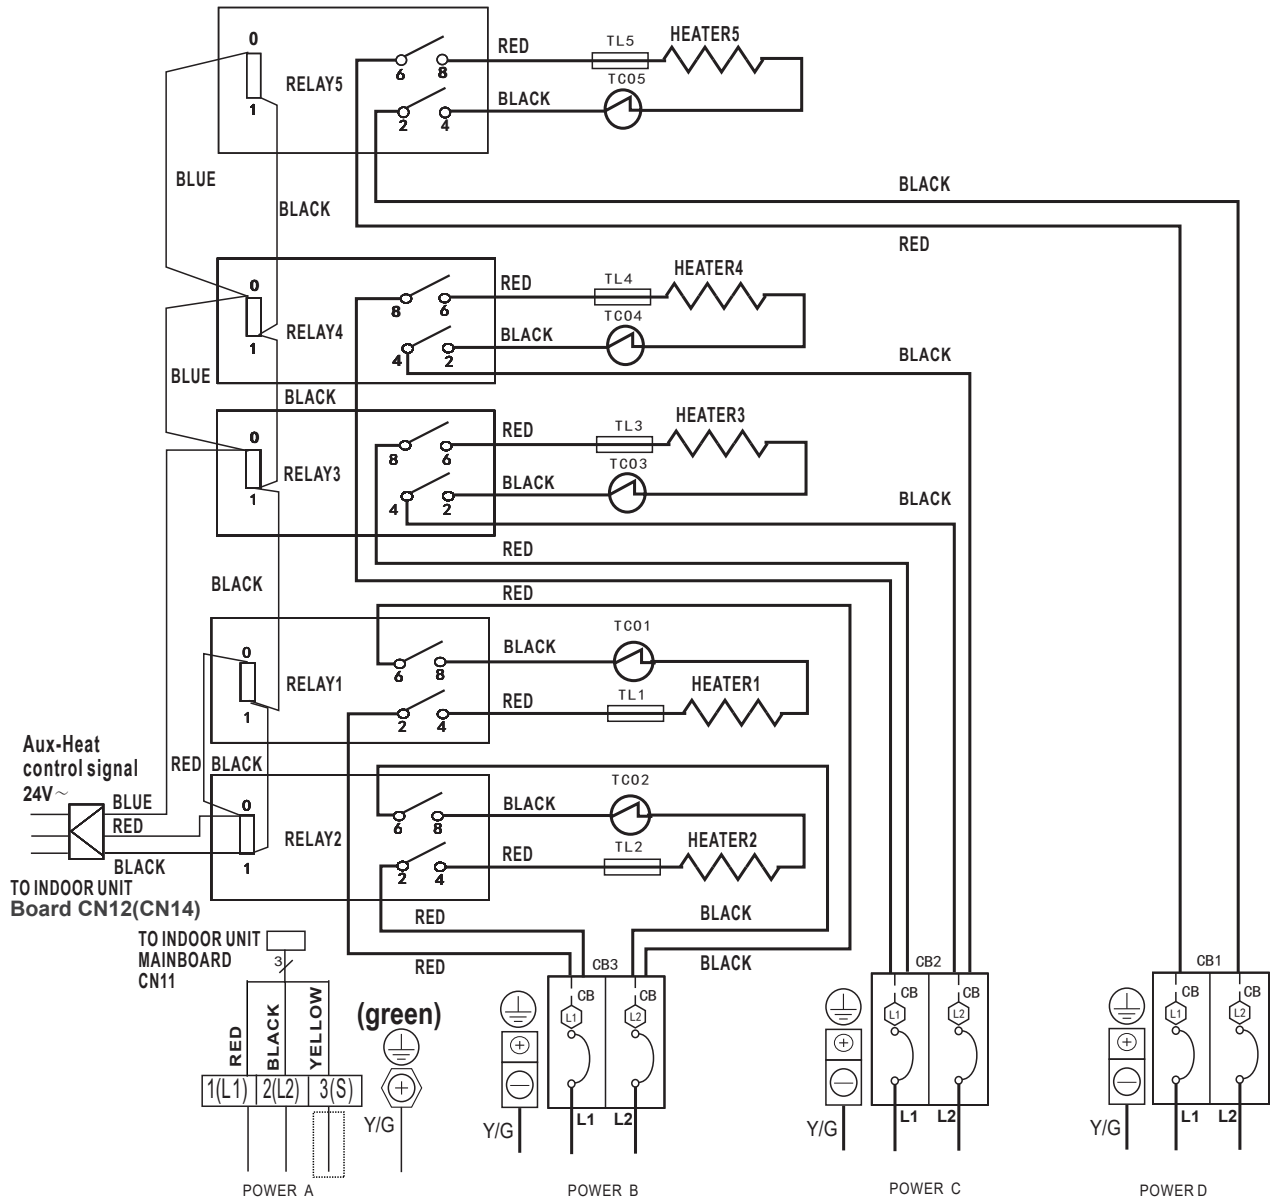 HEATER5
TL5
RED
0
6
8
RELAY5
TCO5
BLACK
1
2
4
BLUE
BLACK
BLACK
RED
HEATER4
TL4
RED
0
8
6
TCO4
RELAY4
BLACK
1
4
2
BLACK
BLUE
BLACK
HEATER3
TL3
RED
0
8
6
TCO3
RELAY3
BLACK
1
4
2
BLACK
RED
BLACK
RED
TCO1
BLACK
0
6
8
RELAY1
HEATER1
TL1
RED
1
2
4
Aux-Heat
control signal
24V~
RED
BLACK
TCO2
BLUE
0
BLACK
RED
6
8
RELAY2
HEATER2
TL2
RED
BLACK
1
2
4
TO INDOOR UNIT
Board CN12(CN14)
RED
BLACK
TO INDOOR UNIT
MAINBOARD
CN11
3
RED
BLACK
CB3
CB2
CB1
CB
CB
CB
CB
CB
CB
L1
L2
L1
L2
L1
L2
RED
BLACK
YELLOW
(green)
1(L1)
2(L2)
3(S)
Y/G
Y/G
L1
L2
Y/G
L1
L2
Y/G
L1
L2
POWER A
POWER B
POWER C
POWER D